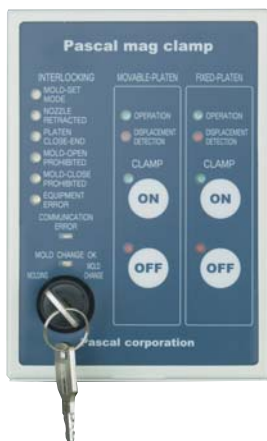 Pascal mag clamp
INTERLOCKING
MOLD-SET
MODE
NOZZLE
RETRACTED
PLATEN
CLOSE-END
MOLD-OPEN
PROHIBITED
MOLD-CLOSE
PROHIBITED
EQUIPMENT
ERROR
COMMUNICATION
ERROR
MOLD CHANGE OK
MOLDING
MOLD
CHANGE
MOVABLE-PLATEN
OPERATION
DISPLACEMENT
DETECTION
CLAMP
ON
OFF
FIXED-PLATEN
OPERATION
DISPLACEMENT
DETECTION
CLAMP
ON
OFF
Pascal corporation